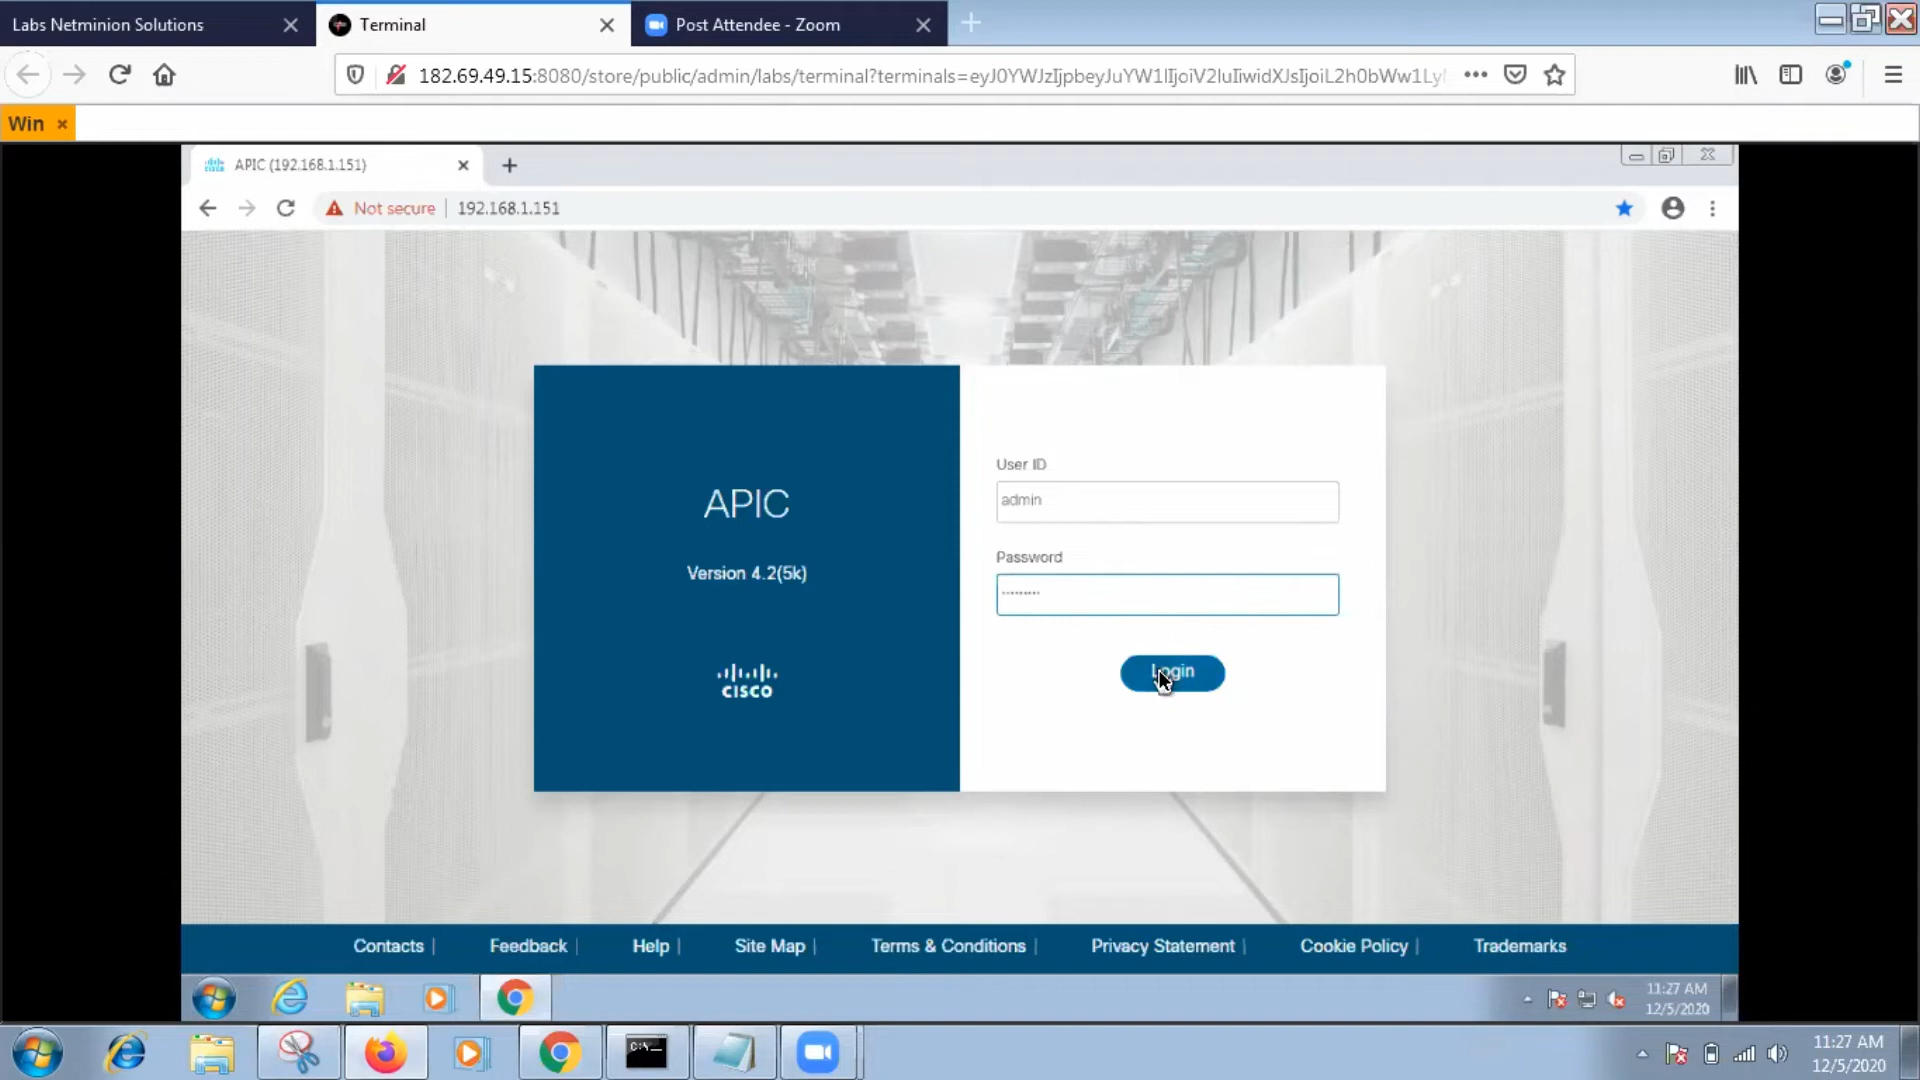 Labs Netminion Solutions
Terminal
Post Attendee - Zoom
182.69.49.15:8080/store/public/admin/labs/terminal?terminals=eyJ0YWJzIjpbeyJuYW1lIjoiV2luIiwidXJsIjoiL2h0bWw1Ly
Win
APIC (192.168.1.151)
Not secure
192.168.1.151
User ID
admin
APIC
Password
Version 4.2(5k)
Login
CISCO
Contacts |
Feedback |
Help |
Site Map |
Terms & Conditions |
Privacy Statement |
Cookie Policy |
Trademarks
11:27 AM
12/5/2020
11:27 AM
12/5/2020